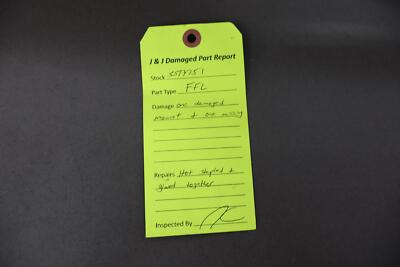 J & J Damaged Part Report
Stock
Part Type FFL
Damage one damaged
mount & one missing
Repairs Hot stapled &
glued together
Inspected By